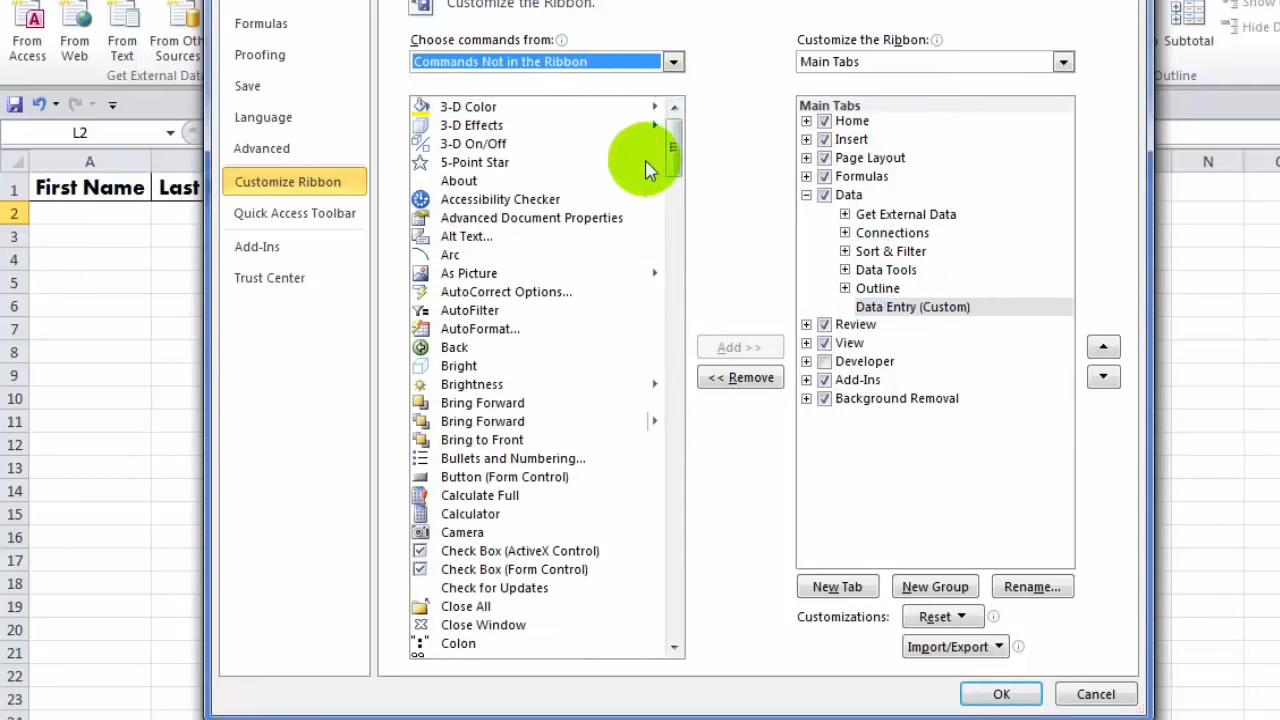 Customize the Ribbon.
From Access
From Web
From Text
From Oth Sources
Get External Dat
Show
Hide D
Subtotal
Outline
L2
A
N
1 First Name Last
2
3
4
5
6
7
8
9
10
11
12
13
14
15
16
17
18
19
20
21
22
23
Formulas
Proofing
Save
Language
Advanced
Customize Ribbon
Quick Access Toolbar
Add-Ins
Trust Center
Choose commands from:
Commands Not in the Ribbon
3-D Color
3-D Effects
3-D On/Off
5-Point Star
About
Accessibility Checker
Advanced Document Properties
Alt Text...
Arc
As Picture
AutoCorrect Options...
AutoFilter
AutoFormat...
Back
Bright
Brightness
Bring Forward
Bring Forward
Bring to Front
Bullets and Numbering...
Button (Form Control)
Calculate Full
Calculator
Camera
Check Box (ActiveX Control)
Check Box (Form Control)
Check for Updates
Close All
Close Window
Colon
Add >>
<< Remove
Customize the Ribbon:
Main Tabs
Main Tabs
Home
Insert
Page Layout
Formulas
Data
Get External Data
Connections
Sort & Filter
Data Tools
Outline
Data Entry (Custom)
Review
View
Developer
Add-Ins
Background Removal
New Tab
New Group
Rename...
Customizations:
Reset
Import/Export
OK
Cancel